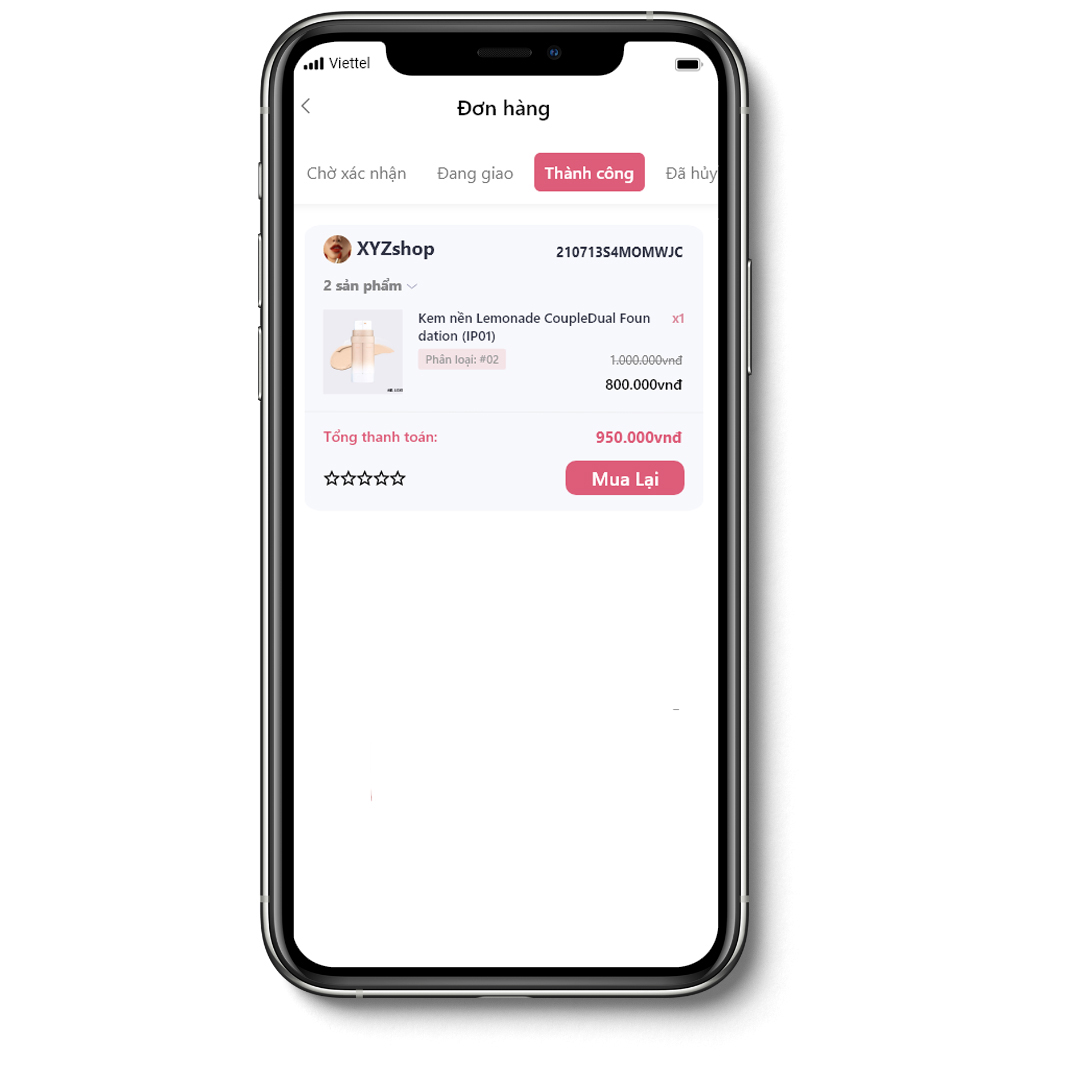 Viettel
Đơn hàng
Chờ xác nhận Đang giao Thành công Đã hủy
XYZshop 210713S4MOMWJC
2 sản phẩm
Kem nền Lemonade CoupleDual Foun x1
dation (IP01)
Phân loại: #02 1.000.000vnđ
800.000vnđ
Tổng thanh toán: 950.000vnđ
Mua Lại